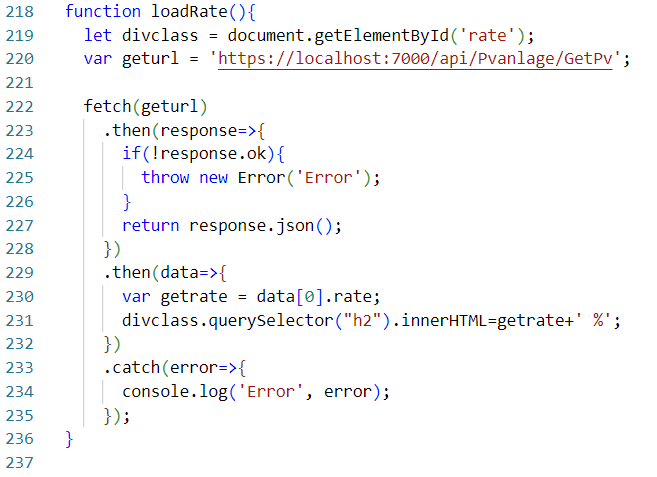 218 function loadRate(){
219 let divclass = document.getElementById('rate');
220 var geturl = 'https://localhost:7000/api/Pvanlage/GetPv';
221
222 fetch(geturl)
223 .then(response=>{
224 if(!response.ok){
225 throw new Error('Error');
226 }
227 return response.json();
228 })
229 .then(data=>{
230 var getrate = data[0].rate;
231 divclass.querySelector("h2").innerHTML=getrate+' %';
232 })
233 .catch(error=>{
234 console.log('Error', error);
235 });
236 }
237